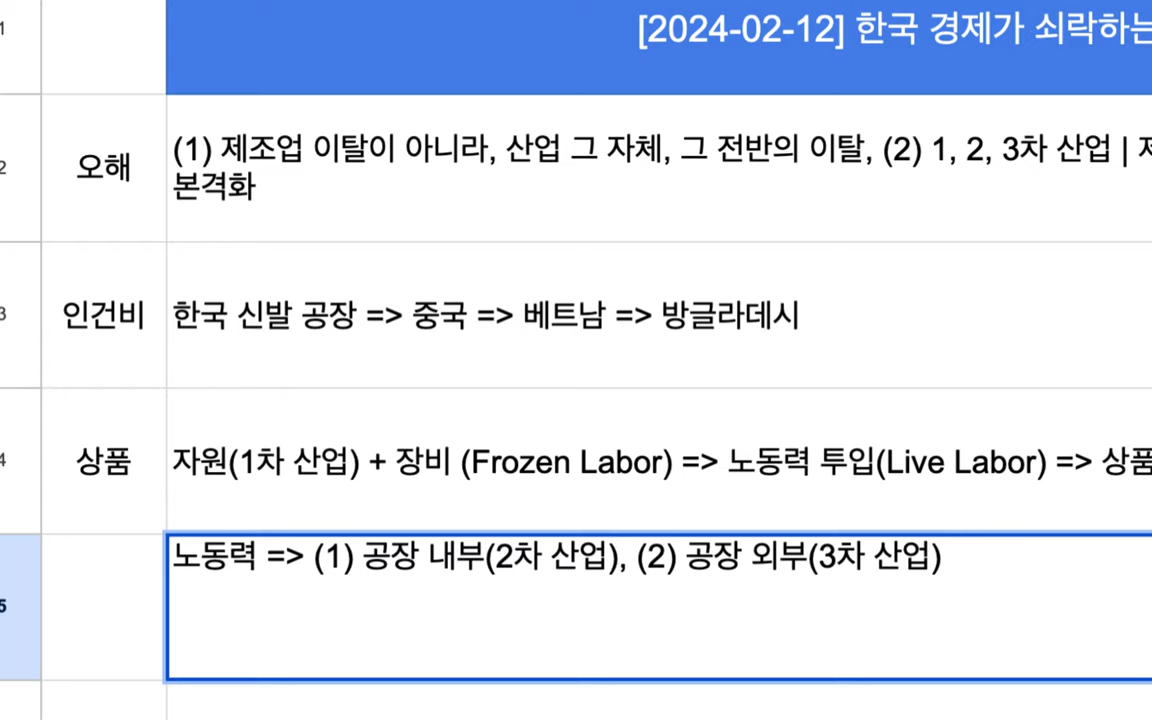 1
[2024-02-12] 한국 경제가 쇠락하는
2
오해
(1) 제조업 이탈이 아니라, 산업 그 자체, 그 전반의 이탈, (2) 1, 2, 3차 산업 |
본격화
3
인건비
한국 신발 공장 => 중국 => 베트남 => 방글라데시
4
상품
자원(1차 산업) + 장비 (Frozen Labor) => 노동력 투입(Live Labor) => 상품
5
노동력 => (1) 공장 내부(2차 산업), (2) 공장 외부(3차 산업)